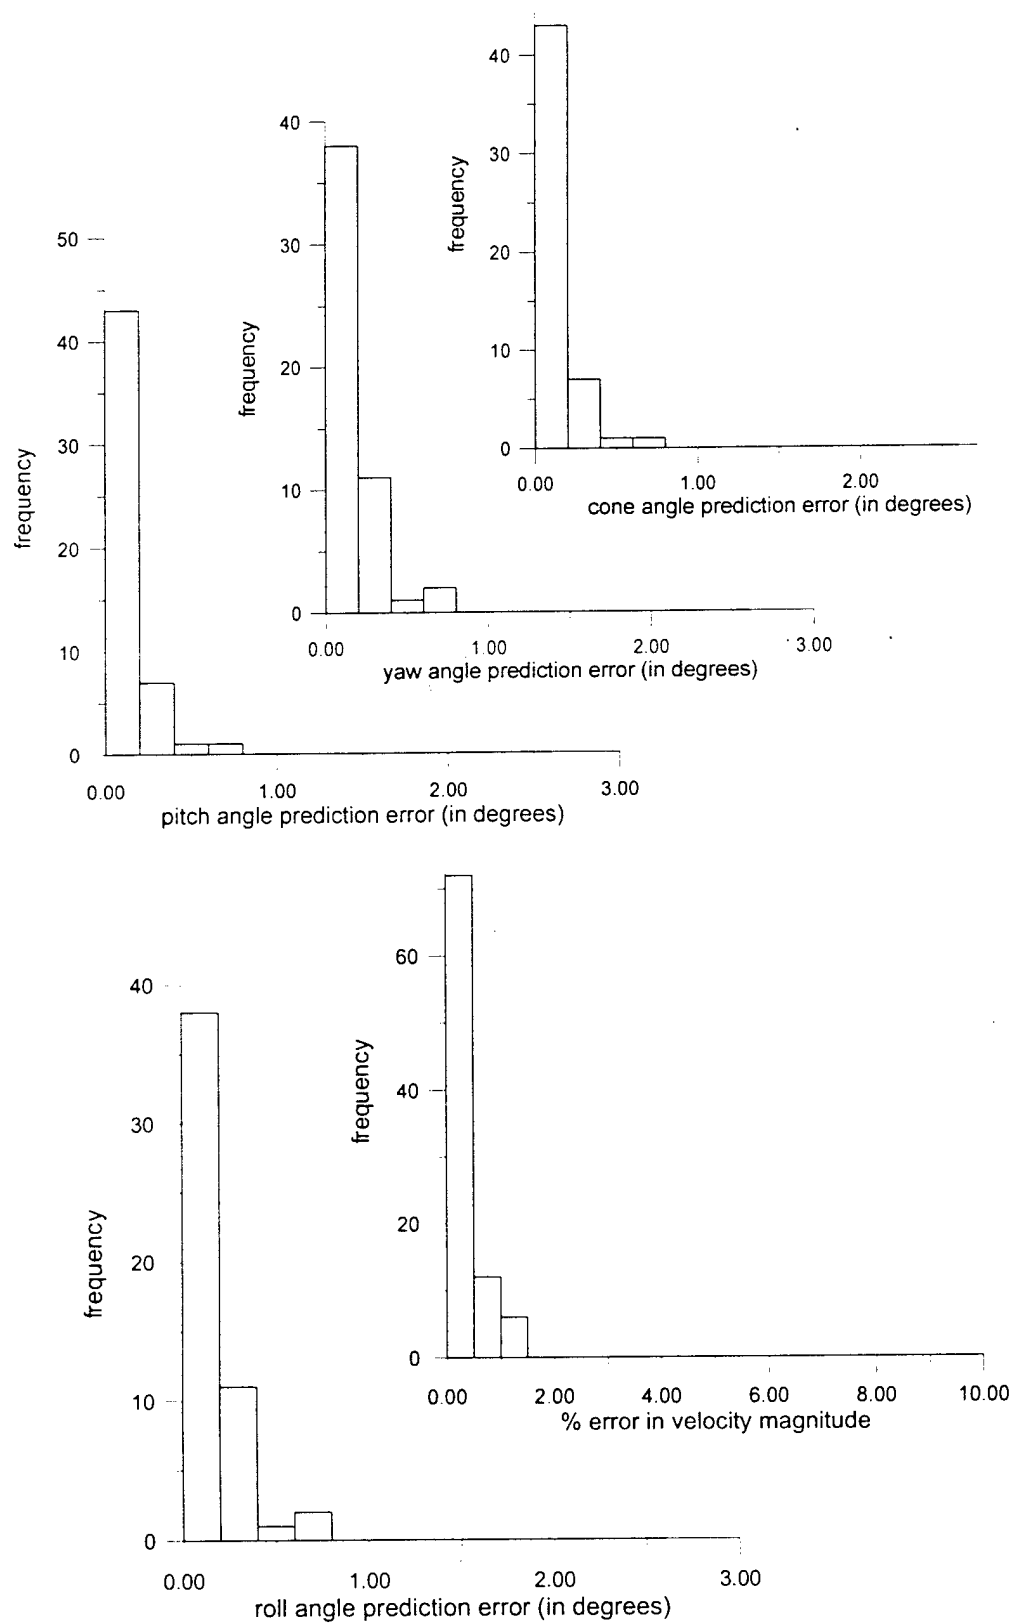 40
30
20
10
0
frequency
0.00 1.00 2.00
cone angle prediction error (in degrees)
40
30
20
10
0
frequency
0.00 1.00 2.00 3.00
yaw angle prediction error (in degrees)
50
40
30
20
10
0
frequency
0.00 1.00 2.00 3.00
pitch angle prediction error (in degrees)
60
40
20
0
frequency
0.00 2.00 4.00 6.00 8.00 10.00
% error in velocity magnitude
40
30
20
10
0
frequency
0.00 1.00 2.00 3.00
roll angle prediction error (in degrees)